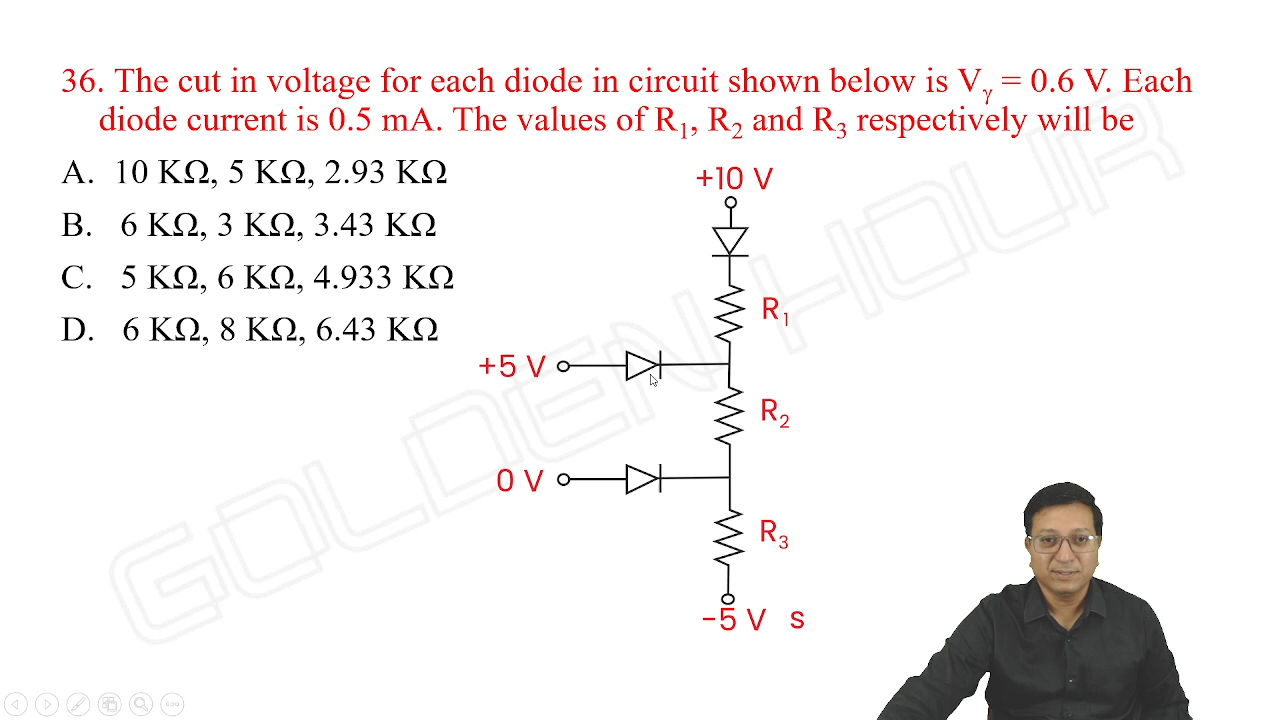 36. The cut in voltage for each diode in circuit shown below is Vγ = 0.6 V. Each
diode current is 0.5 mA. The values of R1, R2 and R3 respectively will be
A. 10 KΩ, 5 KΩ, 2.93 KΩ
B. 6 KΩ, 3 KΩ, 3.43 KΩ
C. 5 KΩ, 6 KΩ, 4.933 KΩ
D. 6 KΩ, 8 KΩ, 6.43 KΩ
+10 V
R1
+5 V
R2
0 V
R3
-5 V s
GOLDEN HOUR